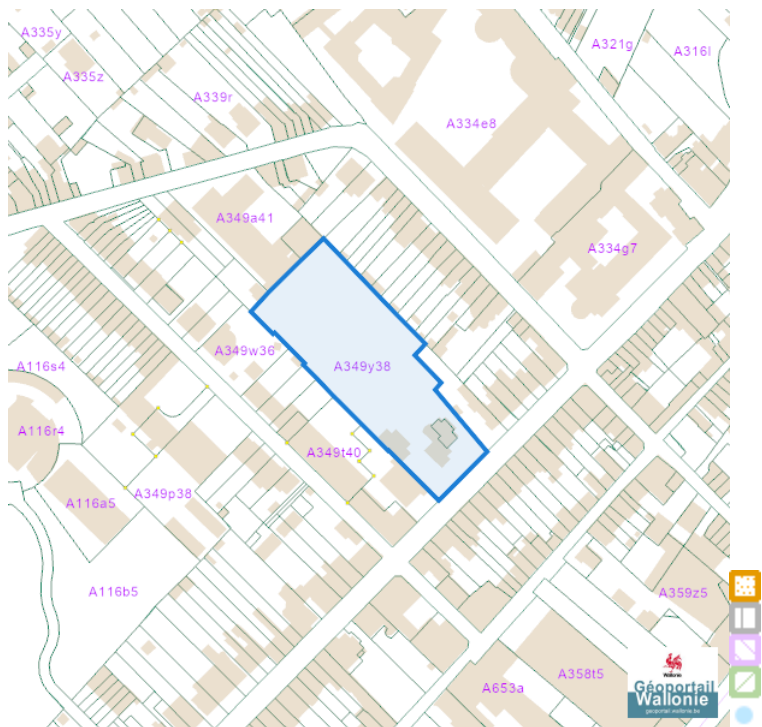 A335y
A321g
A316l
A335z
A339r
A334e8
A349a41
A334g7
A349w36
A116s4
A349y38
A116r4
A349t40
A349p38
A116a5
A116b5
A359z5
A358t5
A653a
Wallonie
Géoportail
Wallonie
geoportail.wallonie.be